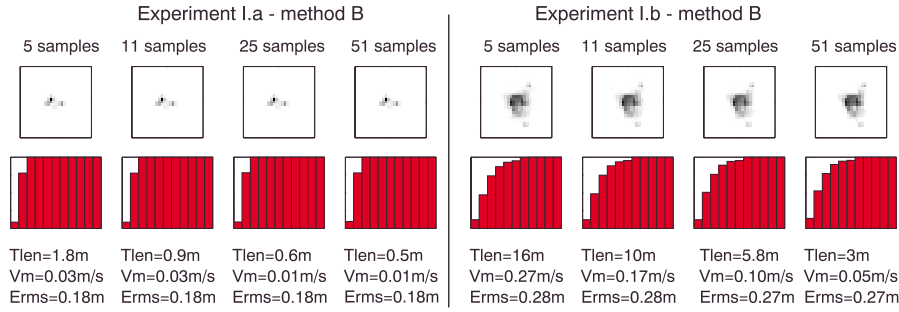 Experiment I.a - method B
5 samples 11 samples 25 samples 51 samples
Tlen=1.8m Tlen=0.9m Tlen=0.6m Tlen=0.5m
Vm=0.03m/s Vm=0.03m/s Vm=0.01m/s Vm=0.01m/s
Erms=0.18m Erms=0.18m Erms=0.18m Erms=0.18m
Experiment I.b - method B
5 samples 11 samples 25 samples 51 samples
Tlen=16m Tlen=10m Tlen=5.8m Tlen=3m
Vm=0.27m/s Vm=0.17m/s Vm=0.10m/s Vm=0.05m/s
Erms=0.28m Erms=0.28m Erms=0.27m Erms=0.27m